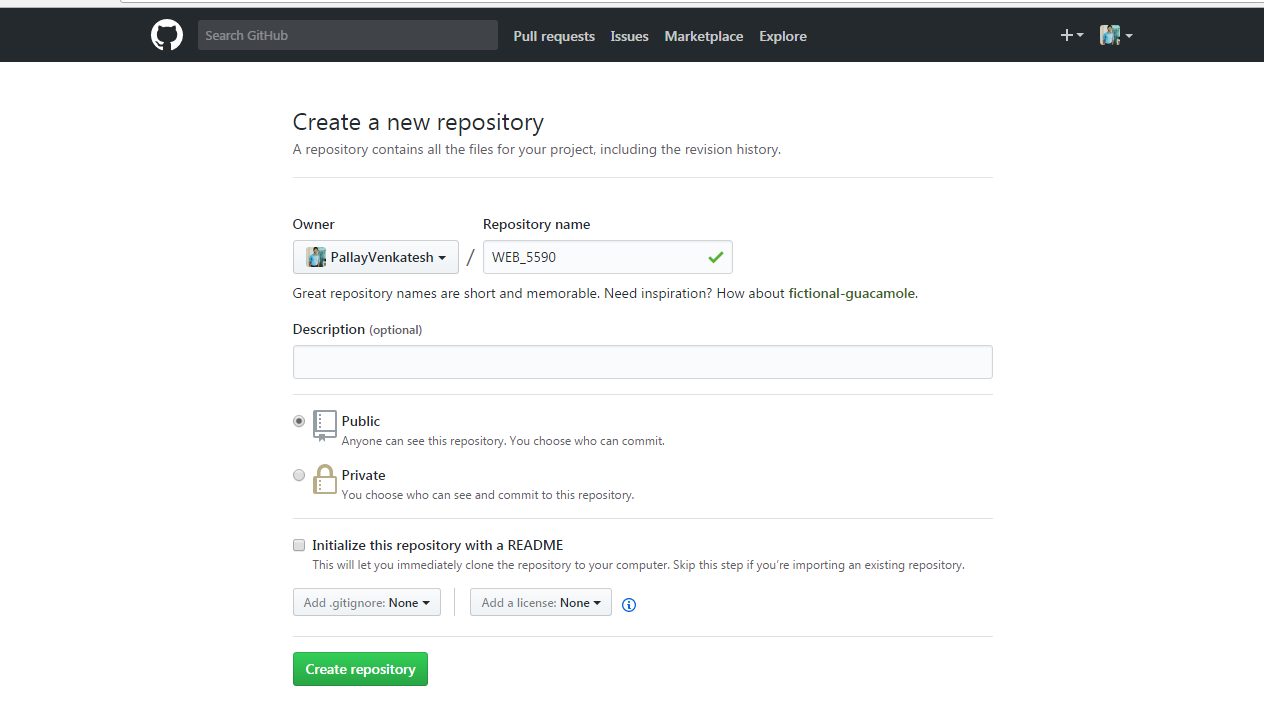 Search GitHub Pull requests Issues Marketplace Explore
Create a new repository
A repository contains all the files for your project, including the revision history.
Owner Repository name
PallayVenkatesh / WEB_5590
Great repository names are short and memorable. Need inspiration? How about fictional-guacamole.
Description (optional)
Public
Anyone can see this repository. You choose who can commit.
Private
You choose who can see and commit to this repository.
Initialize this repository with a README
This will let you immediately clone the repository to your computer. Skip this step if you're importing an existing repository.
Add .gitignore: None Add a license: None
Create repository